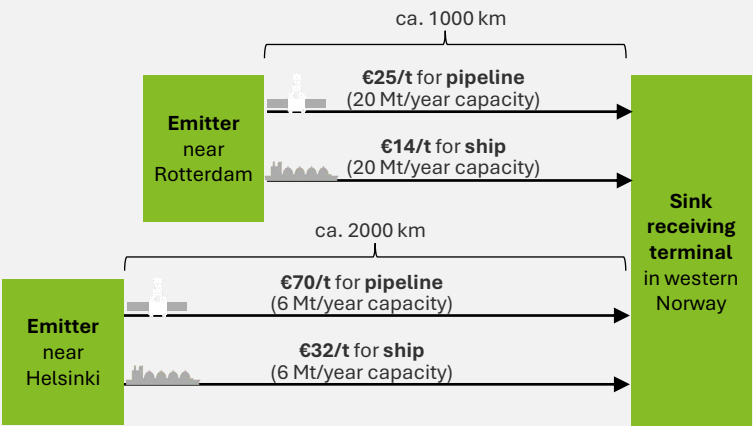 ca. 1000 km
€25/t for pipeline
(20 Mt/year capacity)
Emitter
near
Rotterdam
€14/t for ship
(20 Mt/year capacity)
Sink
receiving
terminal
in western
Norway
ca. 2000 km
€70/t for pipeline
(6 Mt/year capacity)
Emitter
near
Helsinki
€32/t for ship
(6 Mt/year capacity)